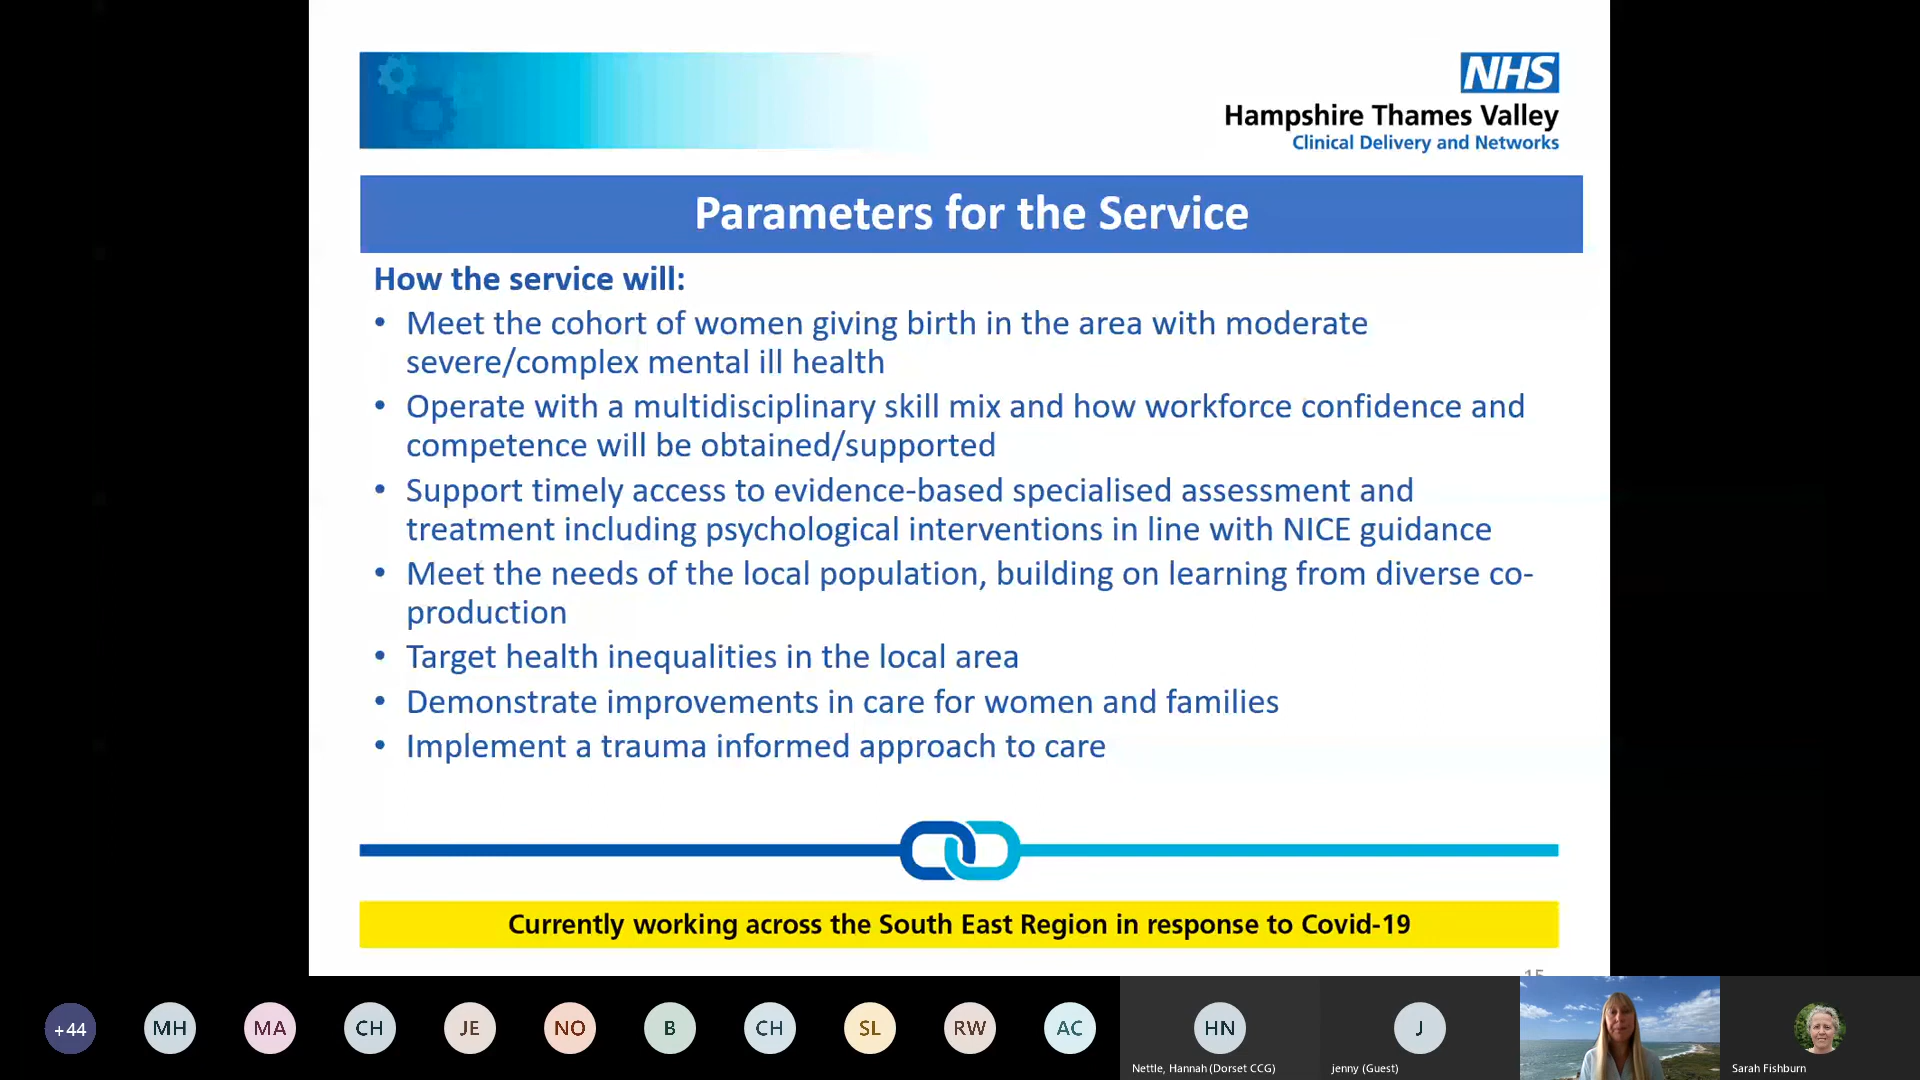 NHS
Hampshire Thames Valley
Clinical Delivery and Networks
Parameters for the Service
How the service will:
• Meet the cohort of women giving birth in the area with moderate
severe/complex mental ill health
• Operate with a multidisciplinary skill mix and how workforce confidence and
competence will be obtained/supported
• Support timely access to evidence-based specialised assessment and
treatment including psychological interventions in line with NICE guidance
• Meet the needs of the local population, building on learning from diverse co-
production
• Target health inequalities in the local area
• Demonstrate improvements in care for women and families
• Implement a trauma informed approach to care
Currently working across the South East Region in response to Covid-19
15
+44 MH MA CH JE NO B CH SL RW AC HN J
Nettle, Hannah (Dorset CCG) jenny (Guest) Sarah Fishburn